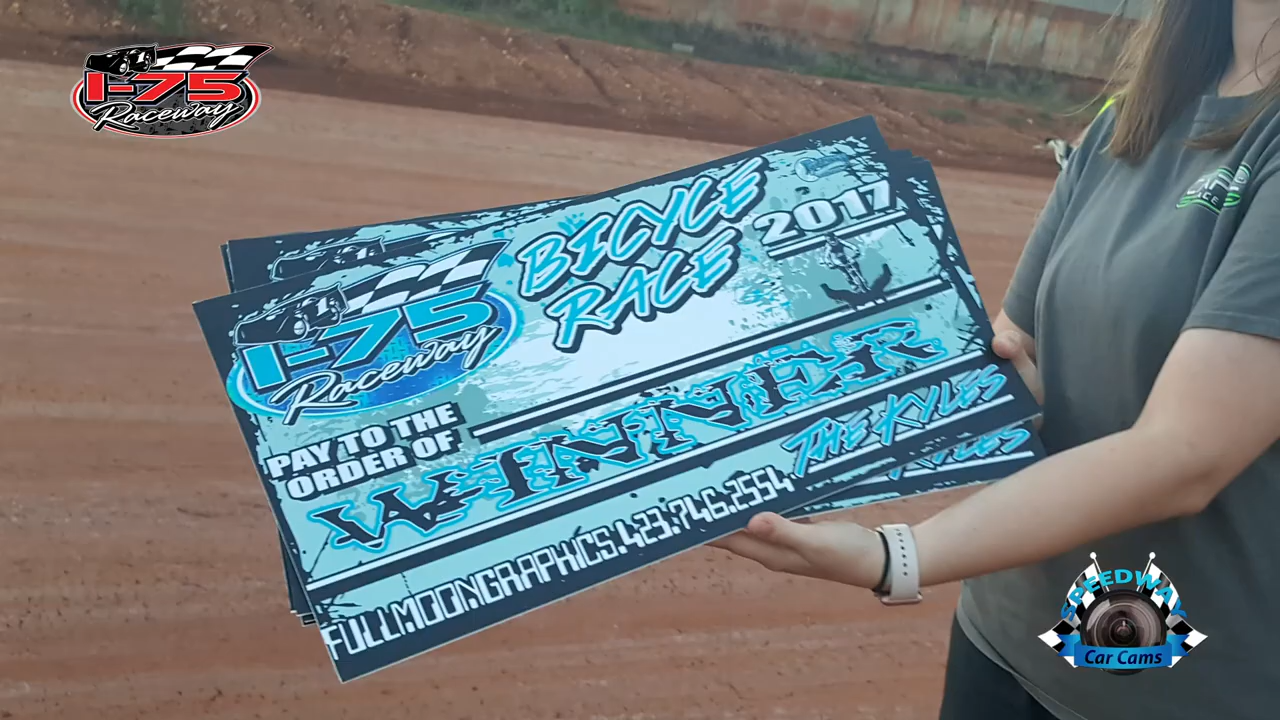 I-75
Raceway
BICYCLE
RACE
2017
I-75
Raceway
PAY TO THE
ORDER OF
WINNER
THE KYLES
KYLES
FULLMOONGRAPHICS.423.746.2554
SPEEDWAY
Car Cams